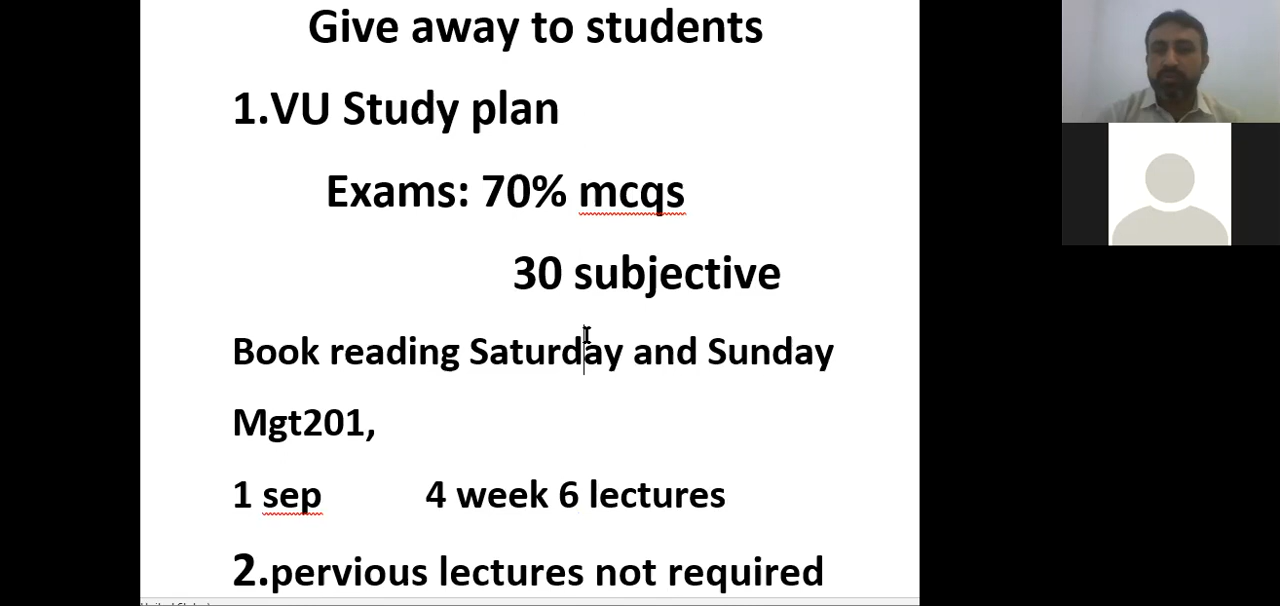 Give away to students
1.VU Study plan
Exams: 70% mcqs
30 subjective
Book reading Saturday and Sunday
Mgt201,
1 sep 4 week 6 lectures
2.pervious lectures not required